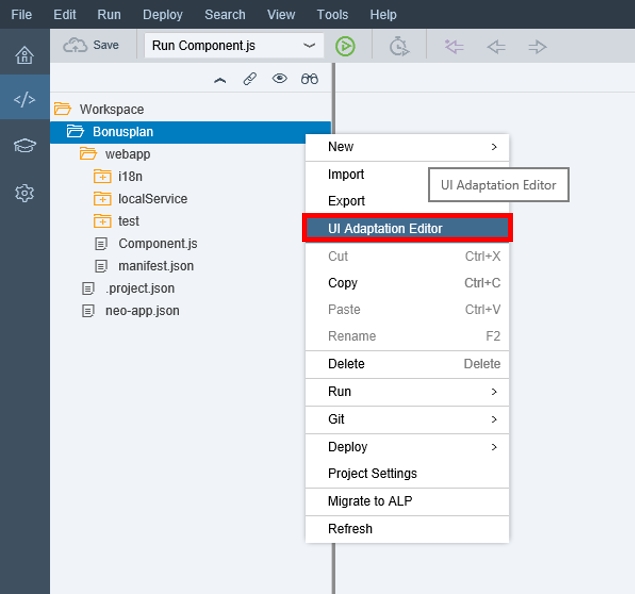 File Edit Run Deploy Search View Tools Help
Save Run Component.js
</>
Workspace
Bonusplan
webapp
i18n
localService
test
Component.js
manifest.json
.project.json
neo-app.json
New
Import
Export
UI Adaptation Editor
UI Adaptation Editor
Cut Ctrl+X
Copy Ctrl+C
Paste Ctrl+V
Rename F2
Delete Delete
Run
Git
Deploy
Project Settings
Migrate to ALP
Refresh